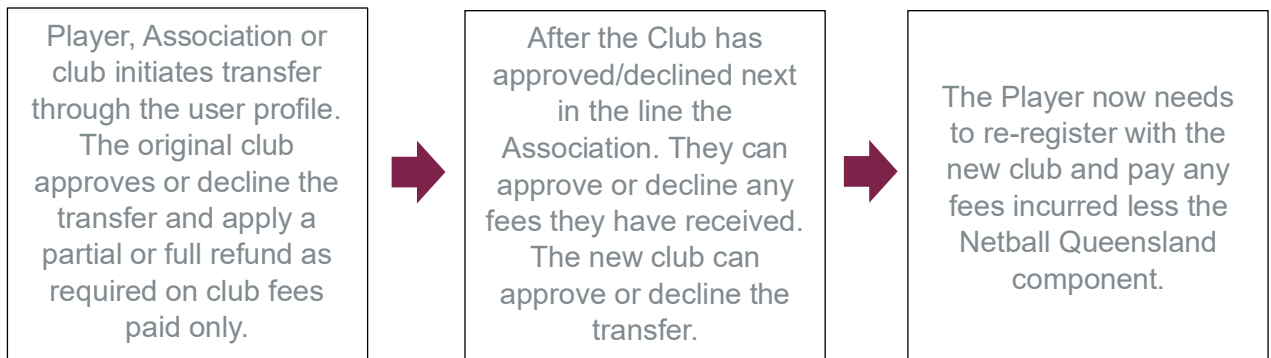 Player, Association or
club initiates transfer
through the user profile.
The original club
approves or decline the
transfer and apply a
partial or full refund as
required on club fees
paid only.
After the Club has
approved/declined next
in the line the
Association. They can
approve or decline any
fees they have received.
The new club can
approve or decline the
transfer.
The Player now needs
to re-register with the
new club and pay any
fees incurred less the
Netball Queensland
component.